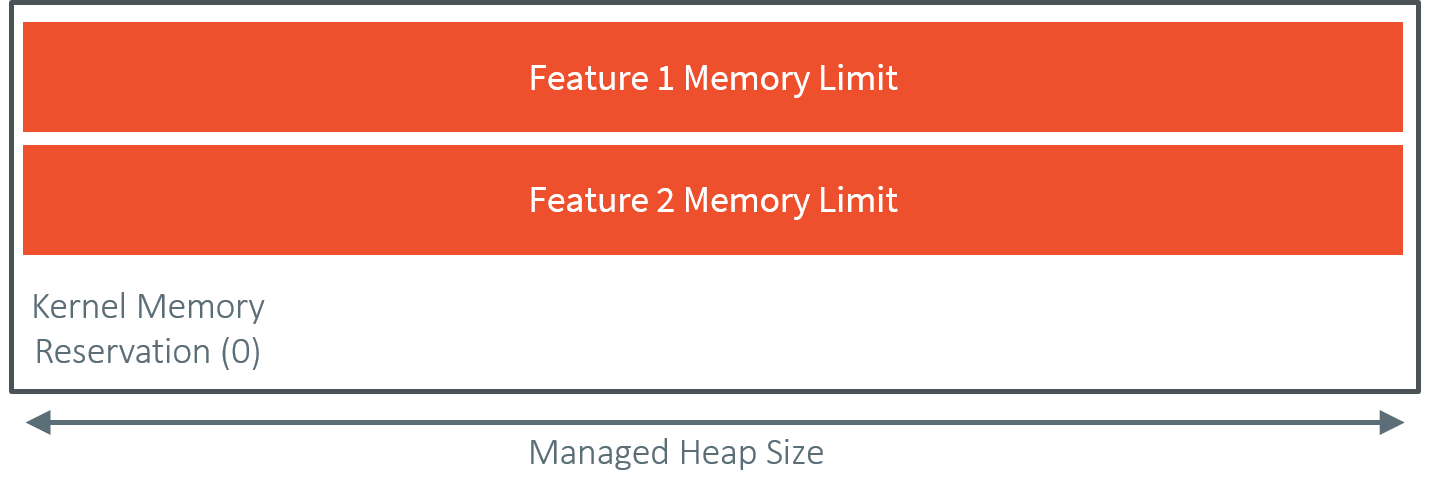 Feature 1 Memory Limit
Feature 2 Memory Limit
Kernel Memory
Reservation (0)
Managed Heap Size